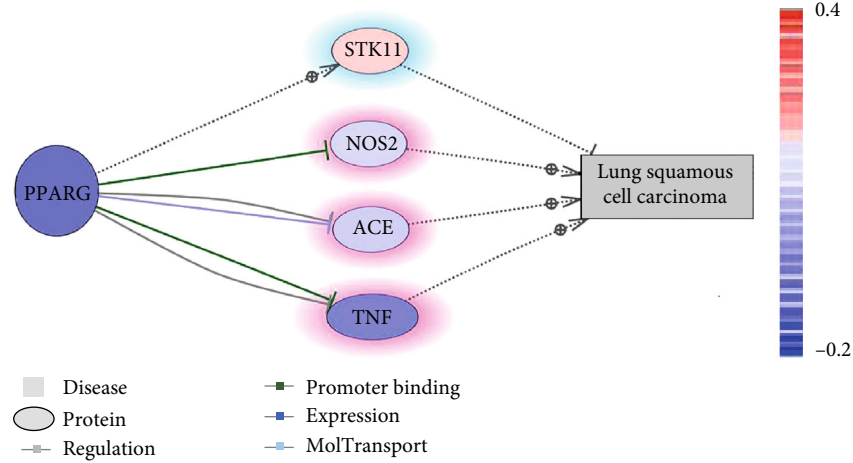 STK11
0.4
NOS2
PPARG
Lung squamous
cell carcinoma
ACE
TNF
–0.2
Disease
Protein
Regulation
Promoter binding
Expression
MolTransport